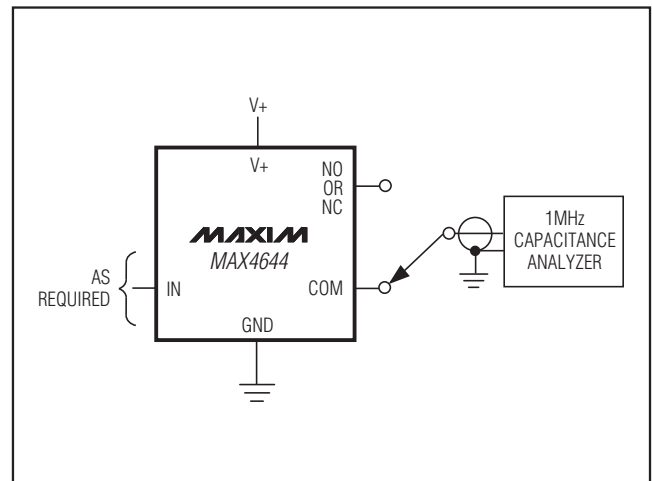 V+
V+
NO
OR
NC
MAXIM
MAX4644
AS
REQUIRED
IN
COM
GND
1MHz
CAPACITANCE
ANALYZER